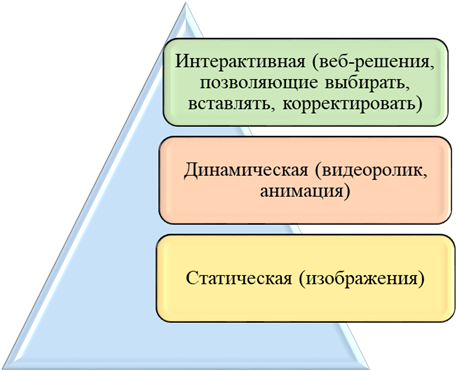 Интерактивная (веб-решения,
позволяющие выбирать,
вставлять, корректировать)
Динамическая (видеоролик,
анимация)
Статическая (изображения)